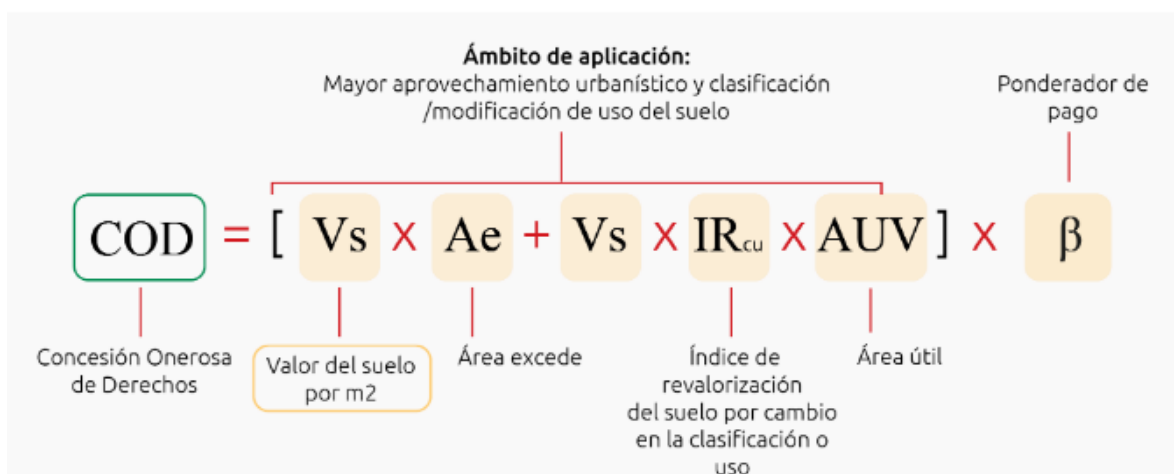 Ámbito de aplicación:
Mayor aprovechamiento urbanístico y clasificación
/modificación de uso del suelo
Ponderador de
pago
COD = [ Vs x Ae + Vs x IRcu x AUV ] x β
Concesión Onerosa
de Derechos
Valor del suelo
por m2
Área excede
Índice de
revalorización
del suelo por cambio
en la clasificación o
uso
Área útil